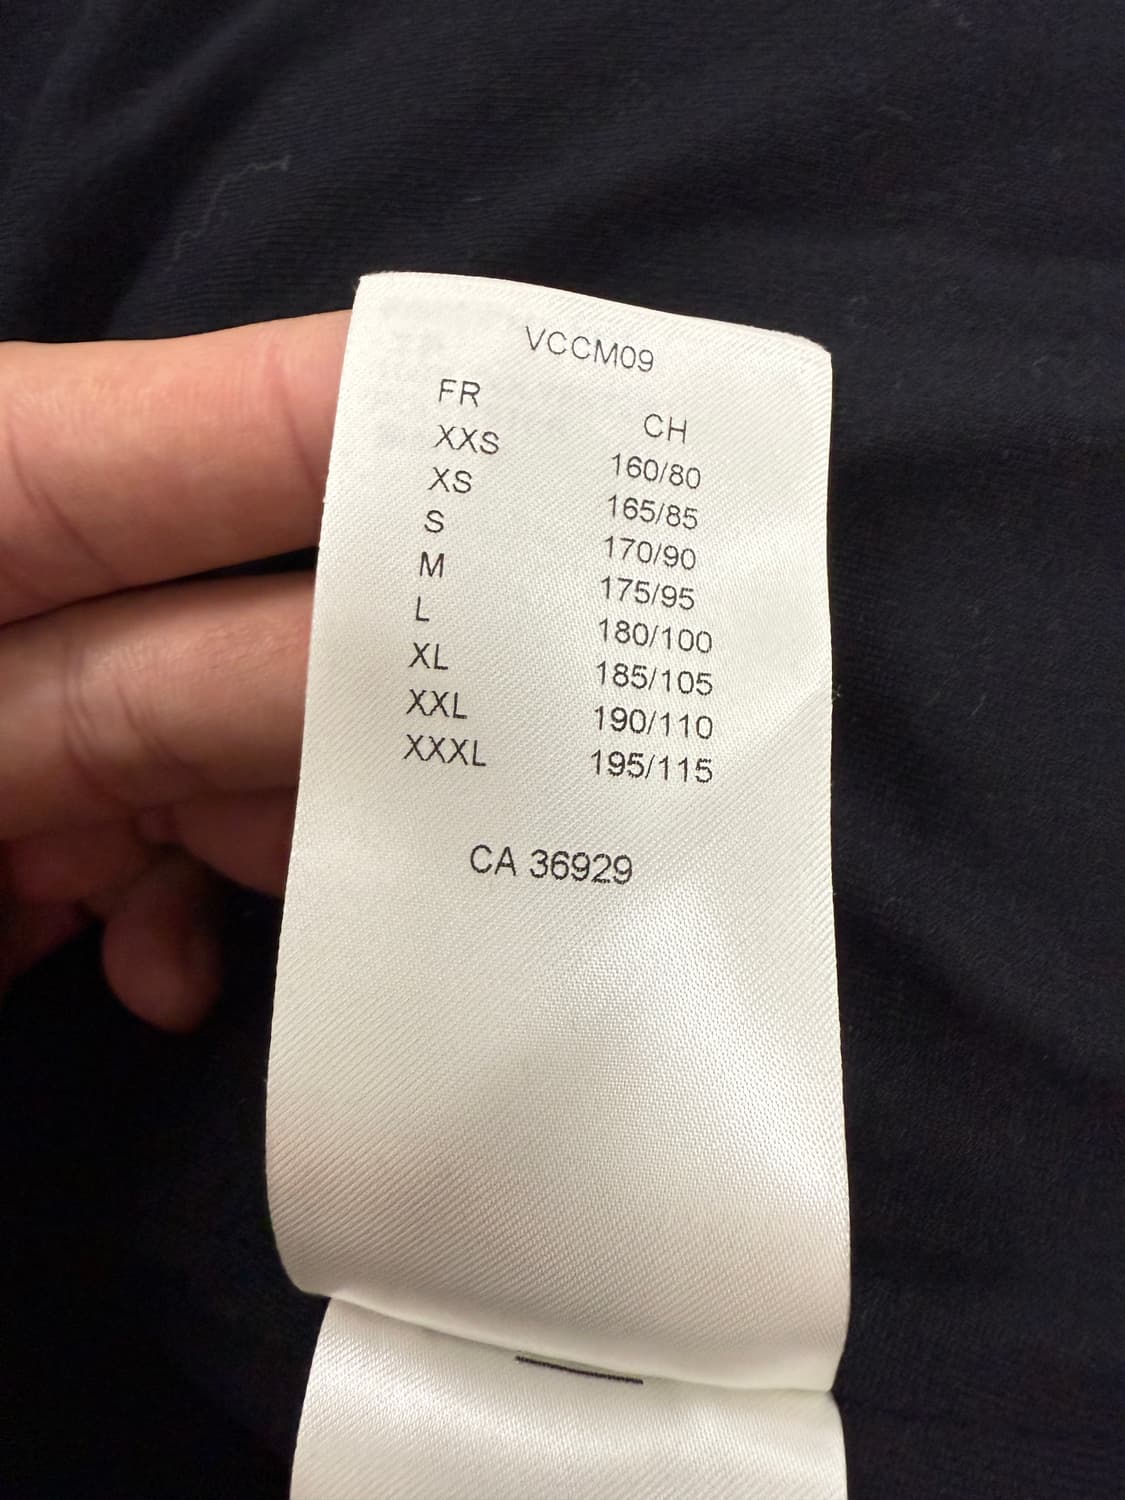 VCCM09
FR CH
XXS 160/80
XS 165/85
S 170/90
M 175/95
L 180/100
XL 185/105
XXL 190/110
XXXL 195/115
CA 36929